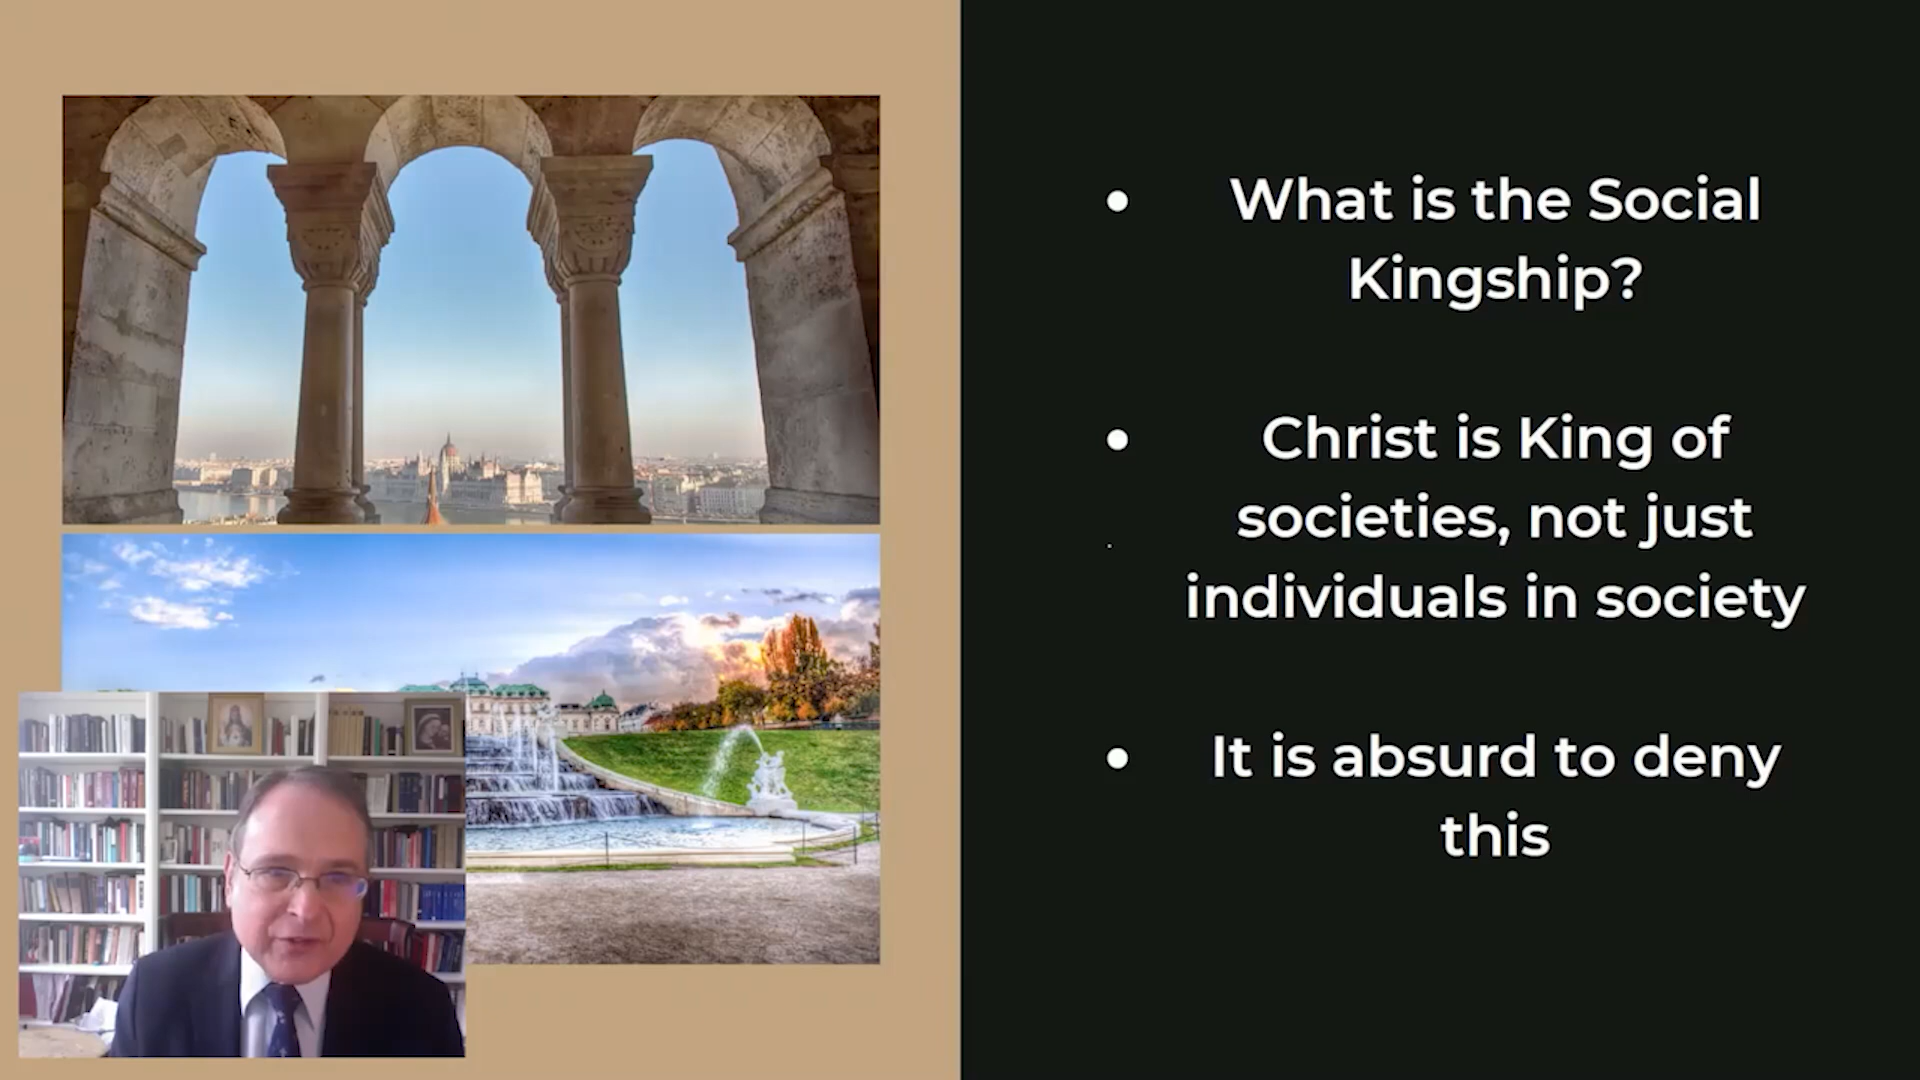 • What is the Social
Kingship?
• Christ is King of
societies, not just
individuals in society
• It is absurd to deny
this